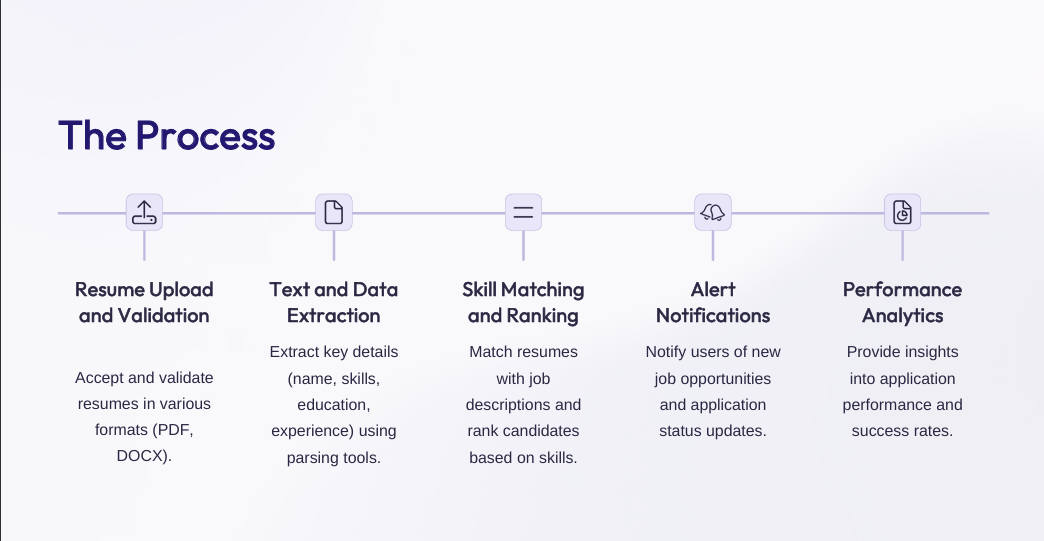 The Process
Resume Upload
and Validation
Accept and validate
resumes in various
formats (PDF,
DOCX).
Text and Data
Extraction
Extract key details
(name, skills,
education,
experience) using
parsing tools.
Skill Matching
and Ranking
Match resumes
with job
descriptions and
rank candidates
based on skills.
Alert
Notifications
Notify users of new
job opportunities
and application
status updates.
Performance
Analytics
Provide insights
into application
performance and
success rates.